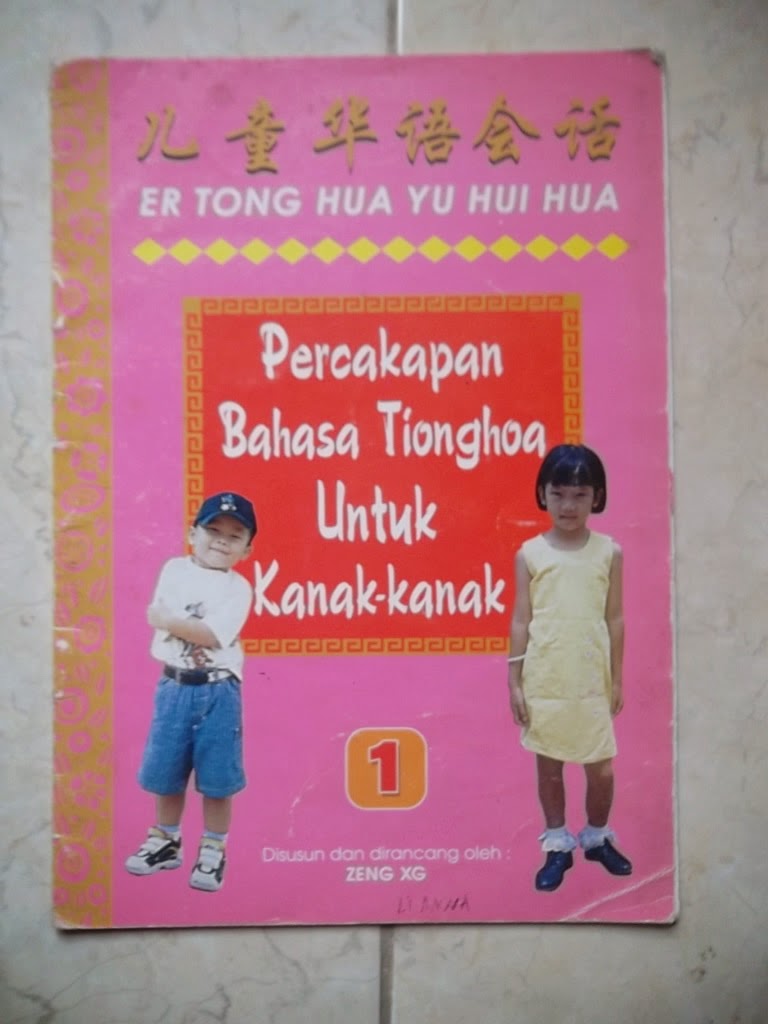 儿童华语会话
ER TONG HUA YU HUI HUA
Percakapan
Bahasa Tionghoa
Untuk
Kanak-kanak
1
Disusun dan dirancang oleh :
ZENG XG